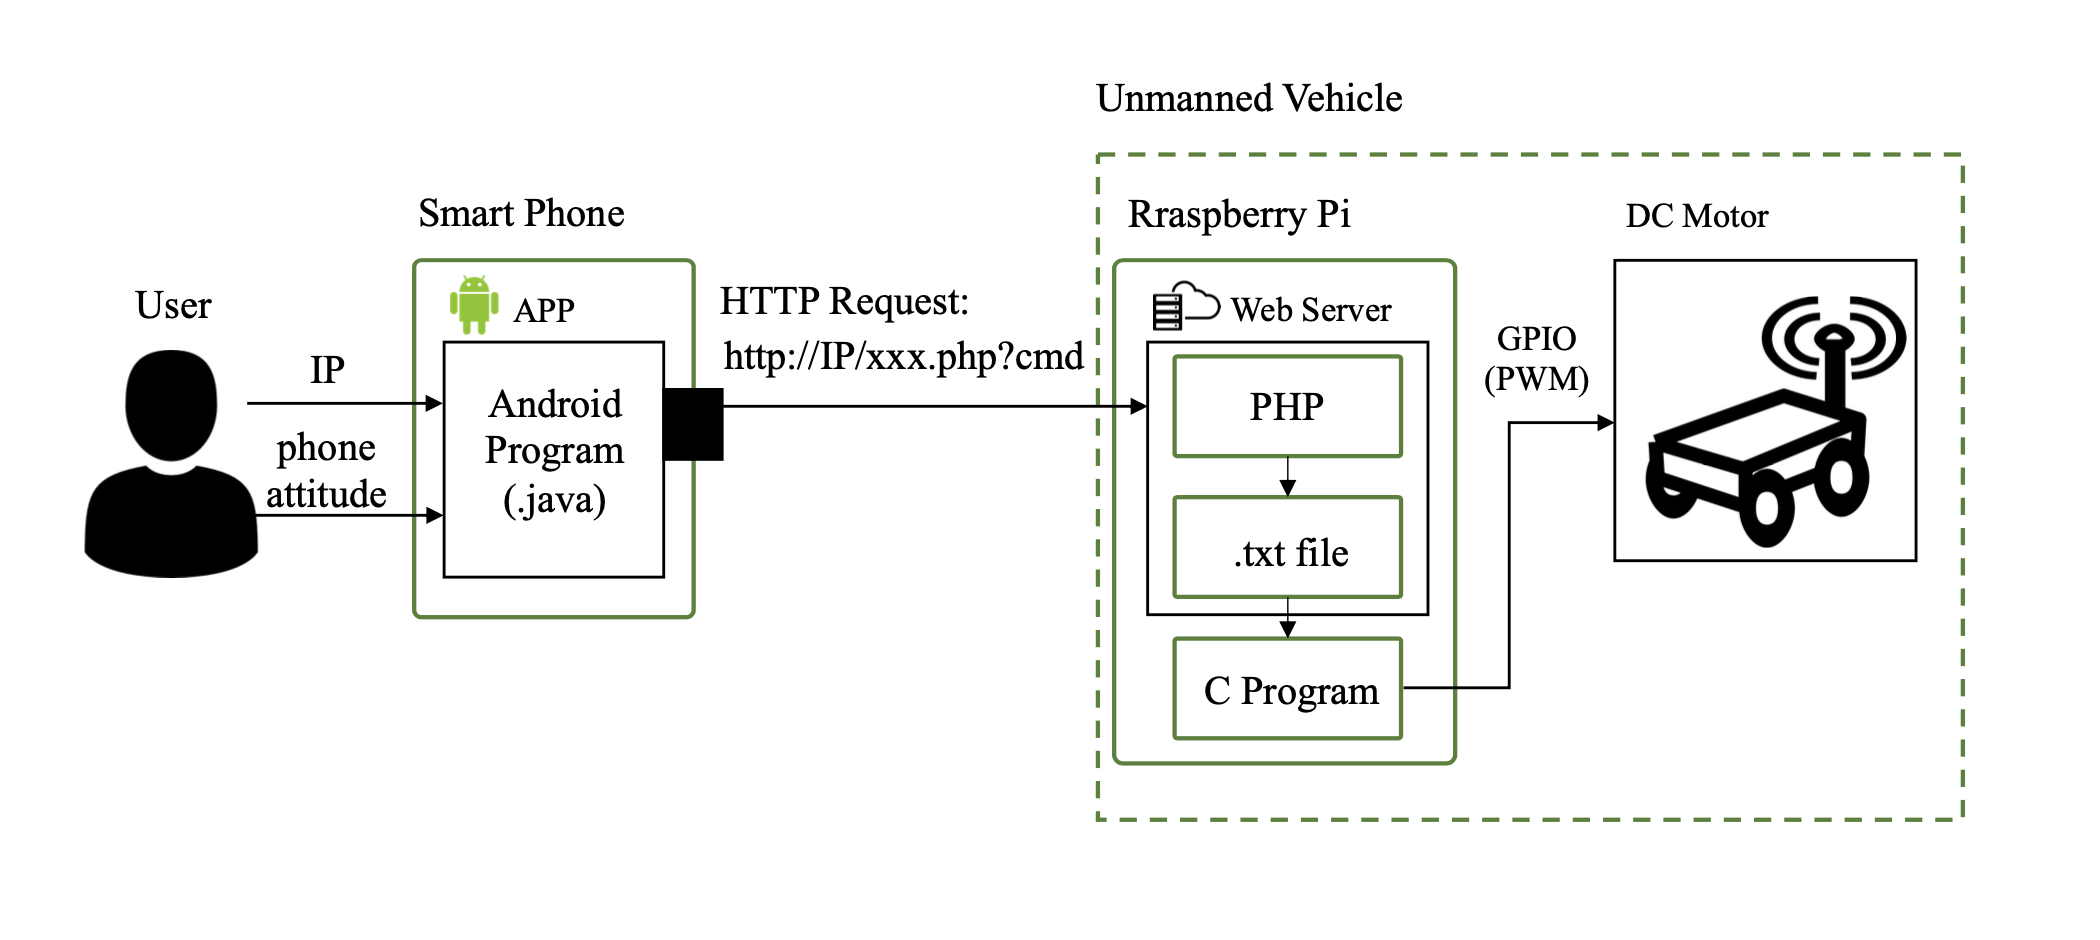 Unmanned Vehicle
Smart Phone
Rraspberry Pi
DC Motor
User
APP
HTTP Request:
http://IP/xxx.php?cmd
Web Server
GPIO
(PWM)
IP
phone
attitude
Android
Program
(.java)
PHP
.txt file
C Program